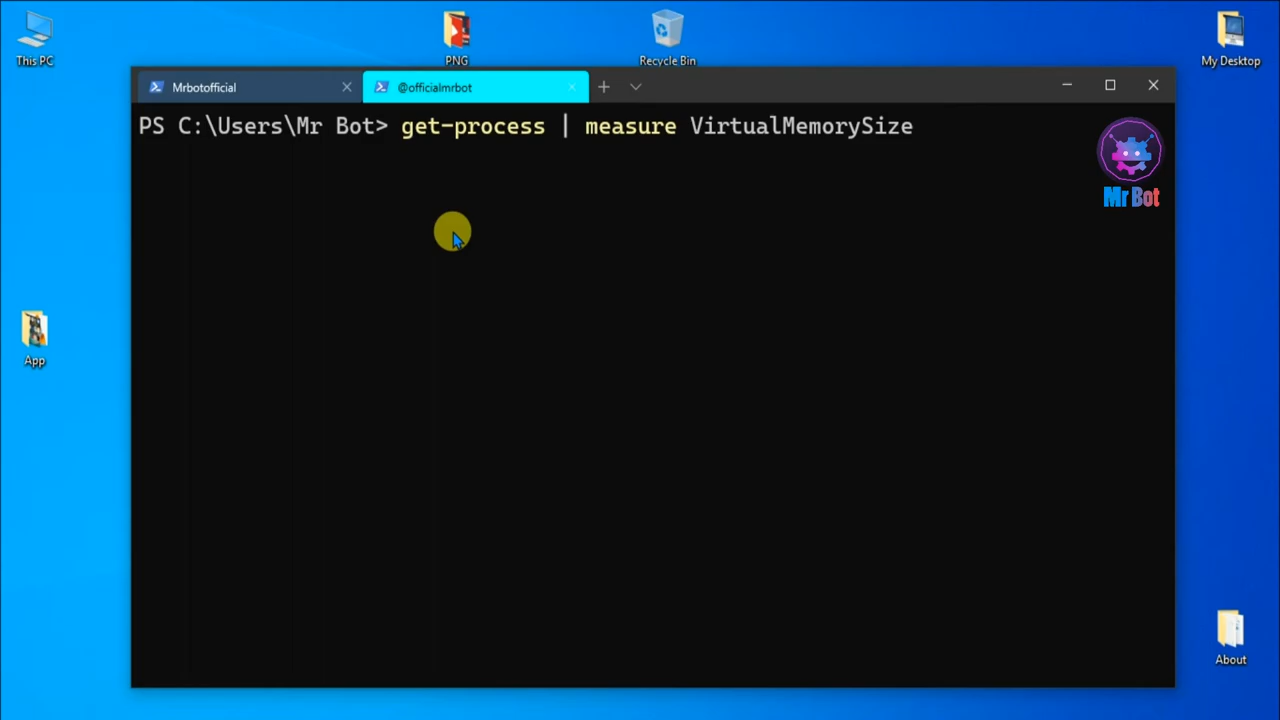 This PC
PNG
Recycle Bin
My Desktop
Mrbotofficial
@officialmrbot
PS C:\Users\Mr Bot> get-process | measure VirtualMemorySize
Mr Bot
App
About